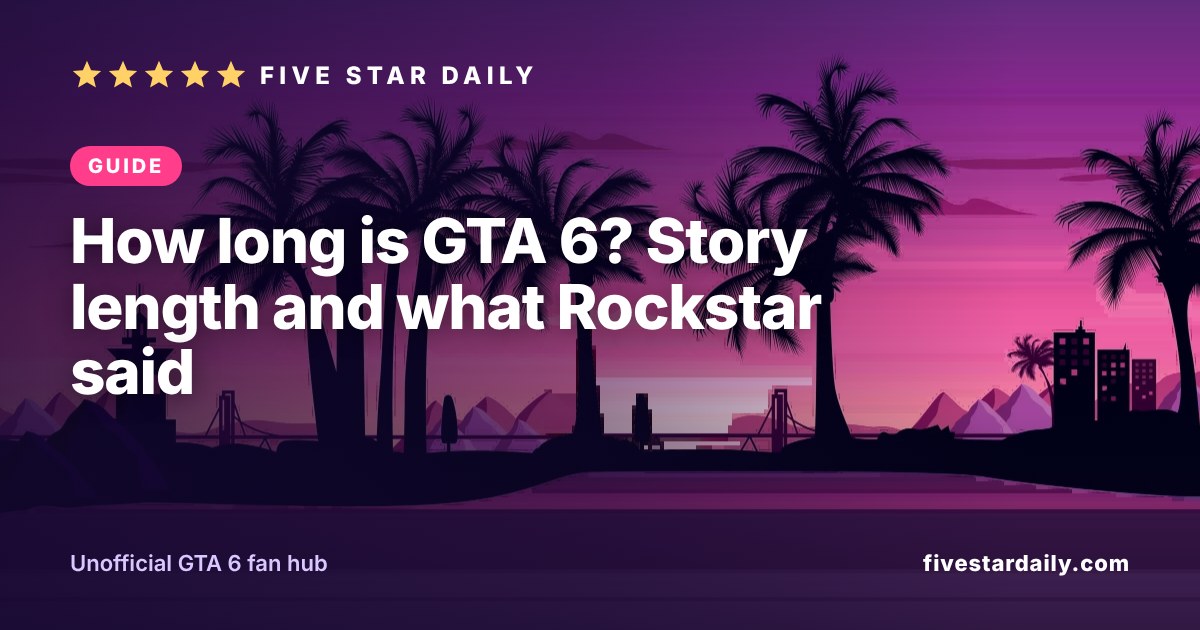 FIVE STAR DAILY
GUIDE
How long is GTA 6? Story
length and what Rockstar
said
Unofficial GTA 6 fan hub
fivestardaily.com